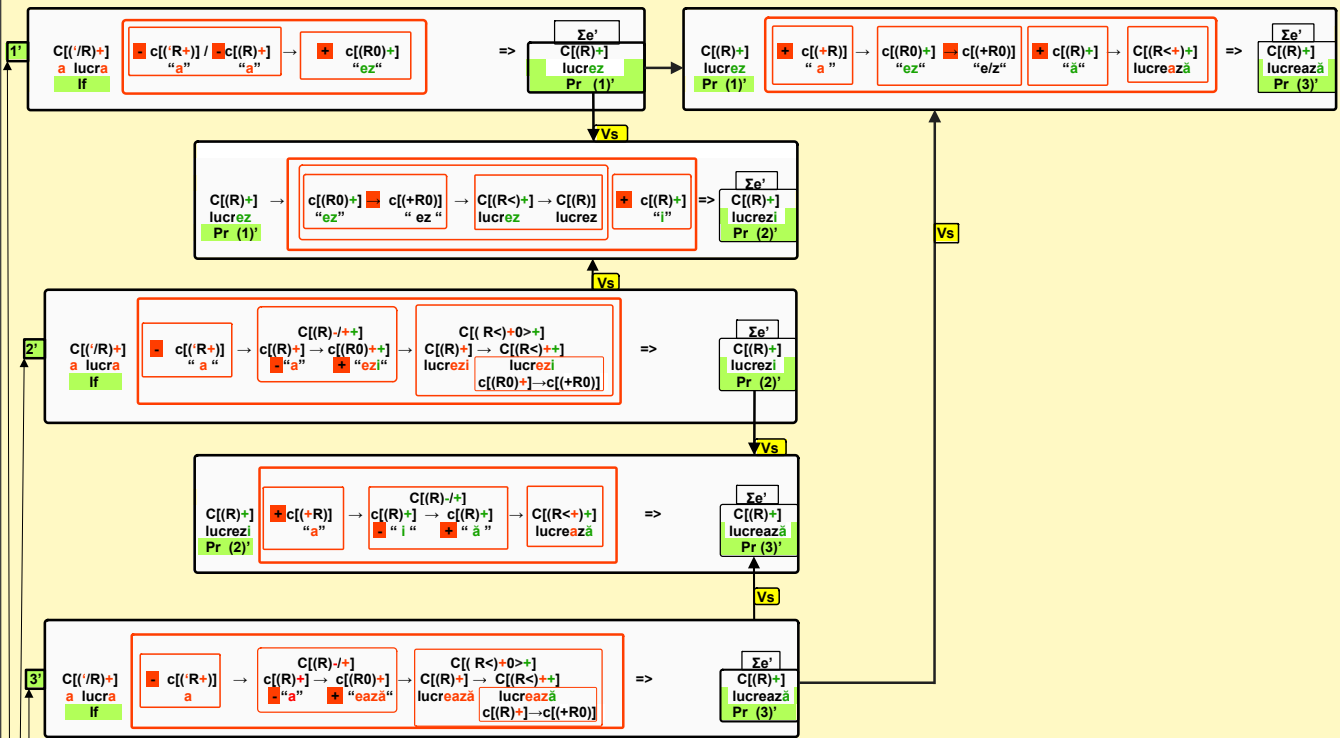 1'
C[('/R)+]
a lucra
If
- c[('R+)] / - c[(R)+]
“a” “a”
→
+ c[(R0)+]
“ez“
=>
Σe’
C[(R)+]
lucrez
Pr (1)’
C[(R)+]
lucrez
Pr (1)’
+ c[(+R)]
“ a ”
→
c[(R0)+] → c[(+R0)]
“ez“ “e/z“
+ c[(R)+]
“ă“
→
C[(R<+)+]
lucrează
=>
Σe’
C[(R)+]
lucrează
Pr (3)’
Vs
C[(R)+]
lucrez
Pr (1)’
→
c[(R0)+] → c[(+R0)]
“ez” “ ez “
→
C[(R<)+] → C[(R)]
lucrez lucrez
+ c[(R)+]
“i”
=>
Σe’
C[(R)+]
lucrezi
Pr (2)’
Vs
Vs
2'
C[('/R)+]
a lucra
If
- c[('R+)]
“ a “
→
C[(R)-/++]
c[(R)+] → c[(R0)++]
- “a” + “ezi“
→
C[( R<)+0>+]
C[(R)+] → C[(R<)++]
lucrezi lucrezi
c[(R0)+]→c[(+R0)]
=>
Σe’
C[(R)+]
lucrezi
Pr (2)’
Vs
C[(R)+]
lucrezi
Pr (2)’
+ c[(+R)]
“a”
→
C[(R)-/+]
c[(R)+] → c[(R)+]
- “ i “ + “ ă ”
→
C[(R<+)+]
lucrează
=>
Σe’
C[(R)+]
lucrează
Pr (3)’
Vs
3'
C[('/R)+]
a lucra
If
- c[('R+)]
a
→
C[(R)-/+]
c[(R)+] → c[(R0)+]
- “a” + “ează“
→
C[( R<)+0>+]
C[(R)+] → C[(R<)++]
lucrează lucrează
c[(R)+]→c[(+R0)]
=>
Σe’
C[(R)+]
lucrează
Pr (3)’